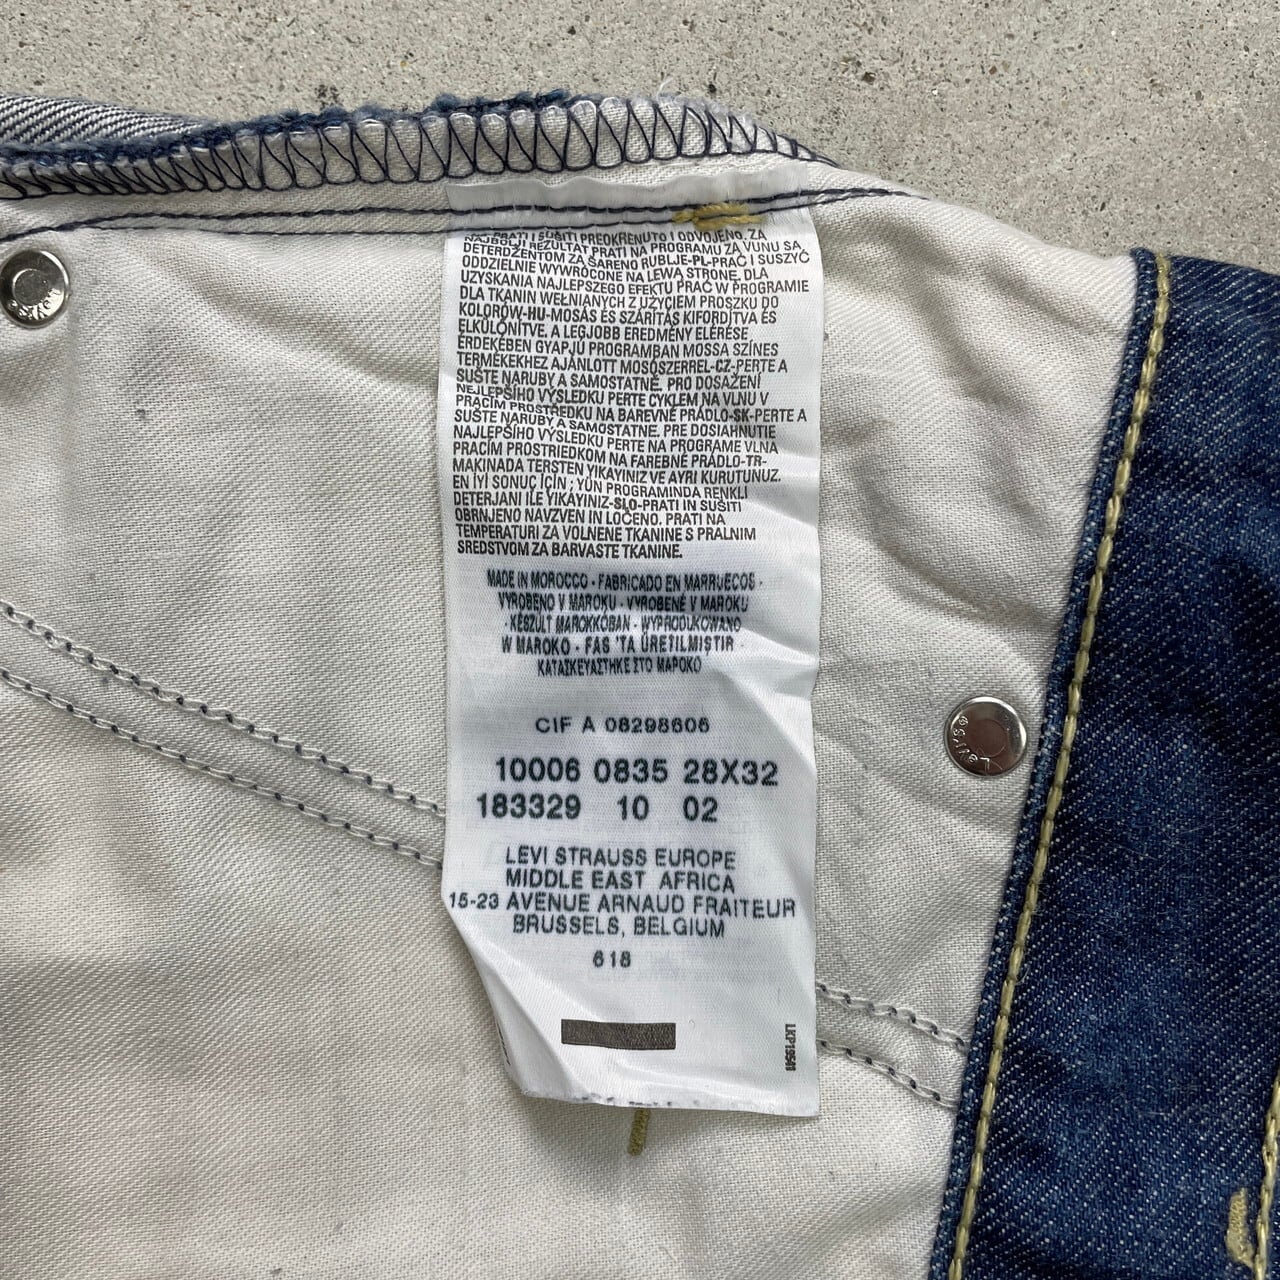 PRATI I SUŠITI PREOKRENUTO I ODVOJENO. ZA
NAJBOLJI REZULTAT PRATI NA PROGRAMU ZA VUNU SA
DETERDŽENTOM ZA ŠARENO RUBLJE-PL-PRAĆ I SUSZYĆ
ODDZIELNIE WYWRÓCONE NA LEWĄ STRONĘ. DLA
UZYSKANIA NAJLEPSZEGO EFEKTU PRAĆ W PROGRAMIE
DLA TKANIN WEŁNIANYCH Z UŻYCIEM PROSZKU DO
KOLORÓW-HU-MOSÁS ÉS SZÁRÍTÁS KIFORDÍTVA ÉS
ELKÜLÖNÍTVE. A LEGJOBB EREDMÉNY ELÉRÉSE
ÉRDEKÉBEN GYAPJÚ PROGRAMBAN MOSSA SZÍNES
TERMÉKEKHEZ AJÁNLOTT MOSÓSZERREL-CZ-PERTE A
SUŠTE NARUBY A SAMOSTATNĚ. PRO DOSAŽENÍ
NEJLEPŠÍHO VÝSLEDKU PERTE CYKLEM NA VLNU V
PRACÍM PROSTŘEDKU NA BAREVNÉ PRÁDLO-SK-PERTE A
SUŠTE NARUBY A SAMOSTATNE. PRE DOSIAHNUTIE
NAJLEPŠIHO VÝSLEDKU PERTE NA PROGRAME VLNA
PRACÍM PROSTRIEDKOM NA FAREBNÉ PRÁDLO-TR-
MAKINADA TERSTEN YIKAYINIZ VE AYRI KURUTUNUZ.
EN İYİ SONUÇ İÇİN ; YÜN PROGRAMINDA RENKLI
DETERJANI ILE YIKAYINIZ-SLO-PRATI IN SUŠITI
OBRNJENO NAVZVEN IN LOČENO. PRATI NA
TEMPERATURI ZA VOLNENE TKANINE S PRALNIM
SREDSTVOM ZA BARVASTE TKANINE.
MADE IN MOROCCO - FABRICADO EN MARRUECOS -
VYROBENO V MAROKU - VYROBENÉ V MAROKU
- KÉSZÜLT MAROKKÓBAN - WYPRODUKOWANO
W MAROKO - FAS 'TA ÜRETILMIŞTIR -
ΚΑΤΑΣΚΕΥΑΣΤΗΚΕ ΣΤΟ ΜΑΡΟΚΟ
CIF A 08298606
10006 0835 28X32
183329 10 02
LEVI STRAUSS EUROPE
MIDDLE EAST AFRICA
15-23 AVENUE ARNAUD FRAITEUR
BRUSSELS, BELGIUM
618
Levi's